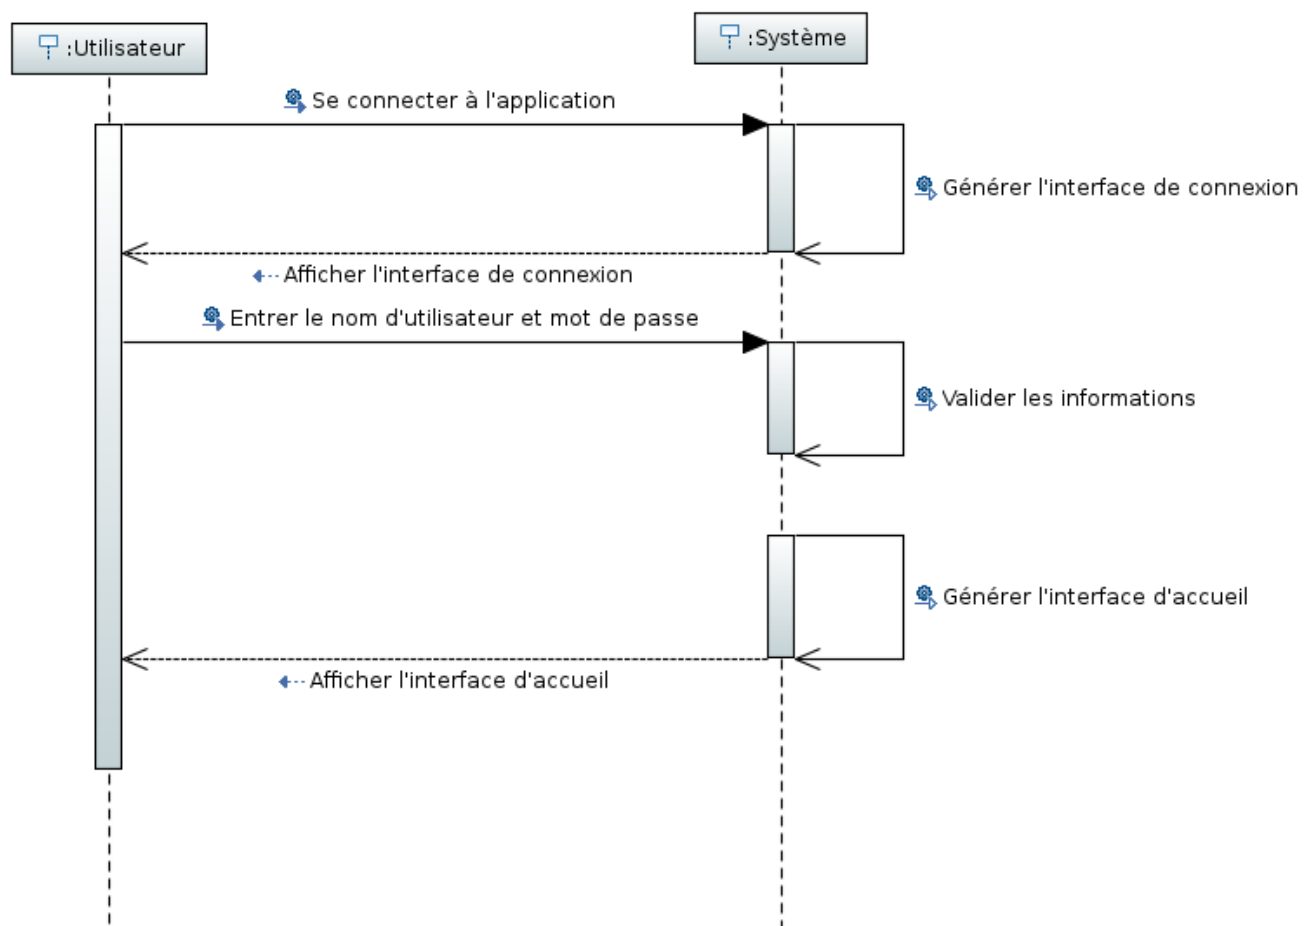 :Utilisateur
:Système
Se connecter à l'application
Générer l'interface de connexion
Afficher l'interface de connexion
Entrer le nom d'utilisateur et mot de passe
Valider les informations
Générer l'interface d'accueil
Afficher l'interface d'accueil